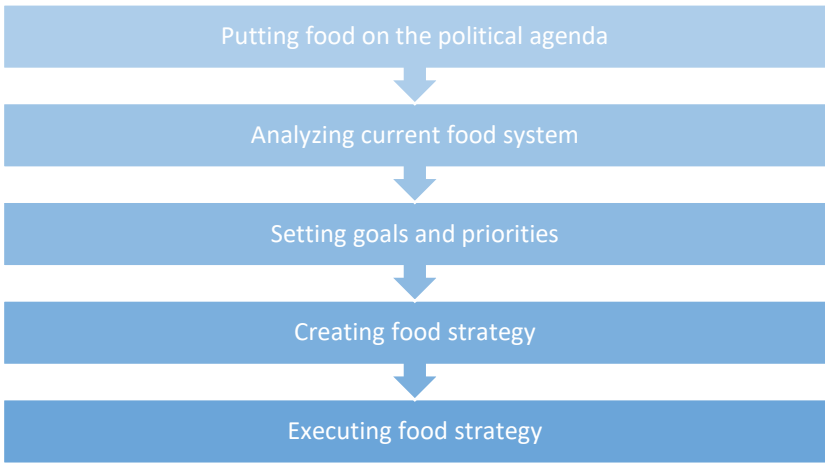 Putting food on the political agenda
Analyzing current food system
Setting goals and priorities
Creating food strategy
Executing food strategy